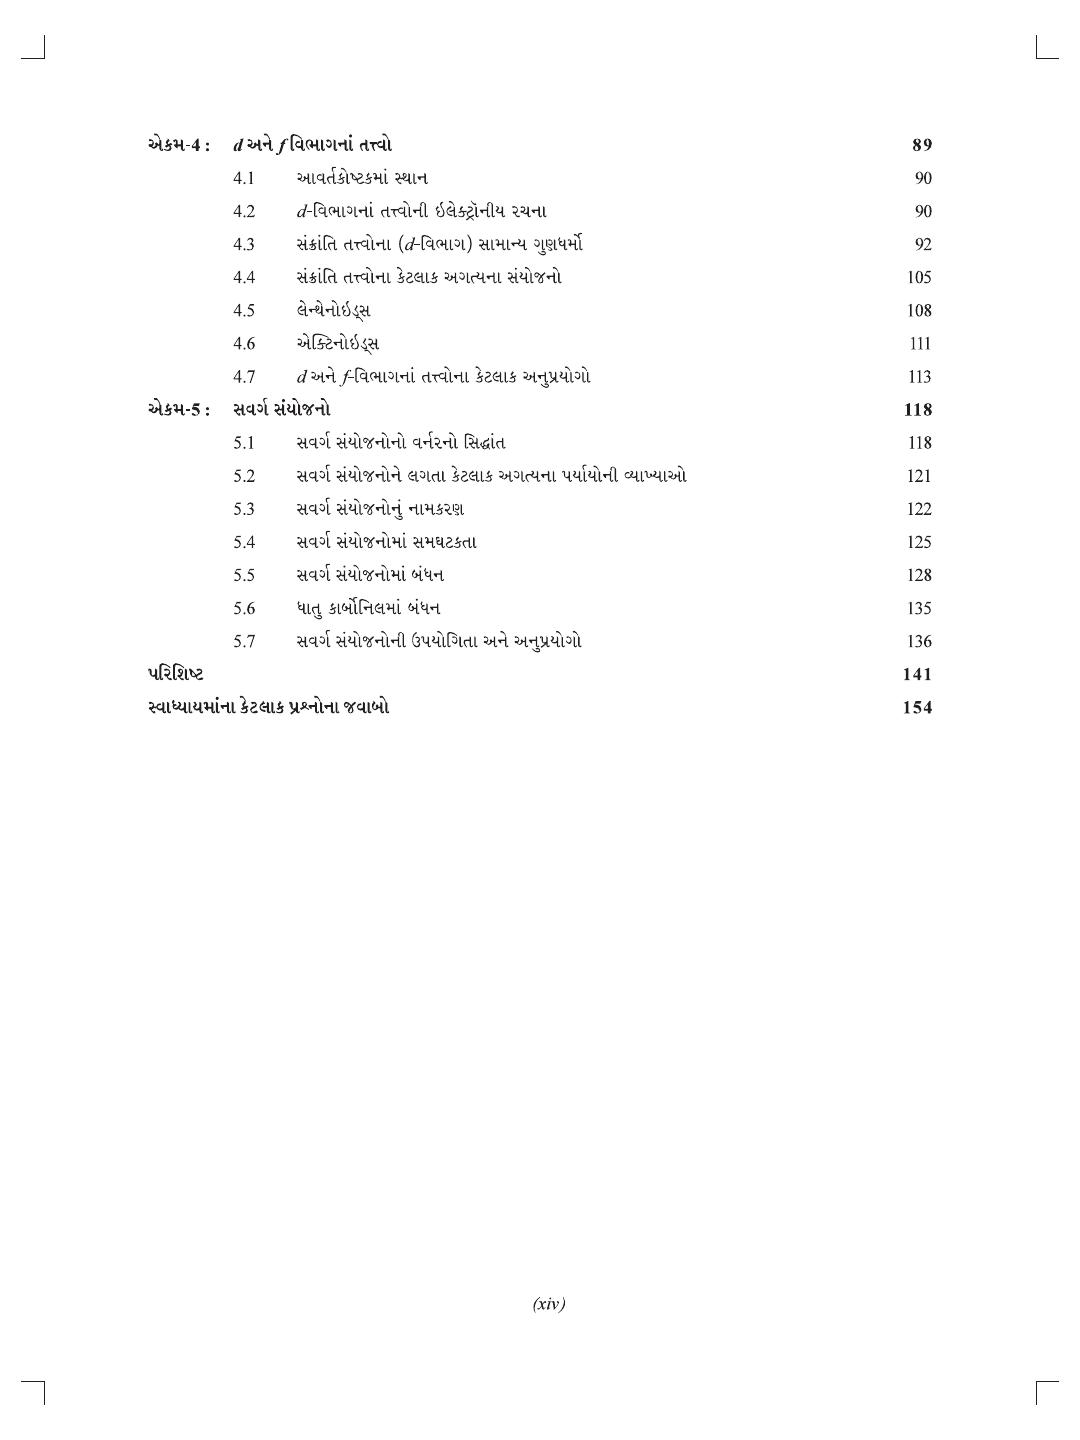 એકમ-4 : d અને f વિભાગનાં તત્ત્વો 89
4.1 આવર્તકોષ્ટકમાં સ્થાન 90
4.2 d-વિભાગનાં તત્ત્વોની ઇલેક્ટ્રૉનીય રચના 90
4.3 સંક્રાંતિ તત્ત્વોના (d-વિભાગ) સામાન્ય ગુણધર્મો 92
4.4 સંક્રાંતિ તત્ત્વોના કેટલાક અગત્યના સંયોજનો 105
4.5 લેન્થેનોઇડ્સ 108
4.6 ઍક્ટિનોઇડ્સ 111
4.7 d અને f-વિભાગનાં તત્ત્વોના કેટલાક અનુપ્રયોગો 113
એકમ-5 : સવર્ગ સંયોજનો 118
5.1 સવર્ગ સંયોજનોનો વર્નરનો સિદ્ધાંત 118
5.2 સવર્ગ સંયોજનોને લગતા કેટલાક અગત્યના પર્યાયોની વ્યાખ્યાઓ 121
5.3 સવર્ગ સંયોજનોનું નામકરણ 122
5.4 સવર્ગ સંયોજનોમાં સમઘટકતા 125
5.5 સવર્ગ સંયોજનોમાં બંધન 128
5.6 ધાતુ કાર્બોનિલમાં બંધન 135
5.7 સવર્ગ સંયોજનોની ઉપયોગિતા અને અનુપ્રયોગો 136
પરિશિષ્ટ 141
સ્વાધ્યાયમાંના કેટલાક પ્રશ્નોના જવાબો 154
(xiv)